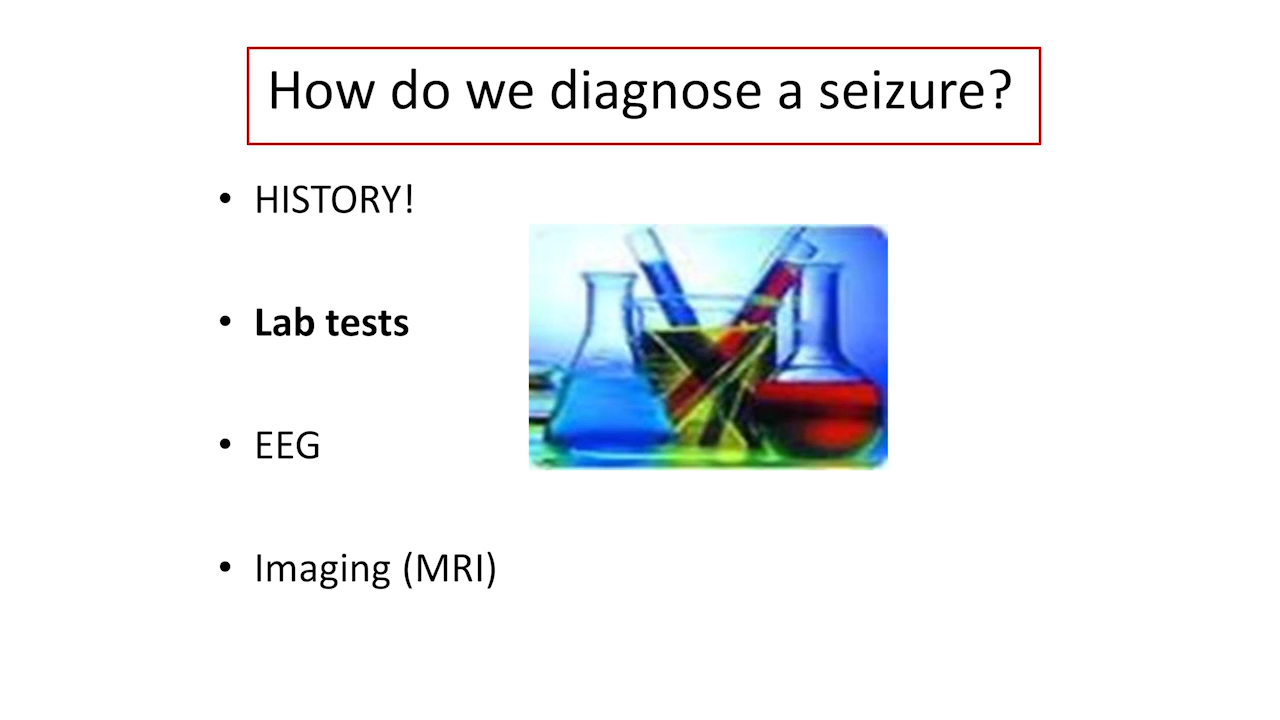 How do we diagnose a seizure?
• HISTORY!
• Lab tests
• EEG
• Imaging (MRI)